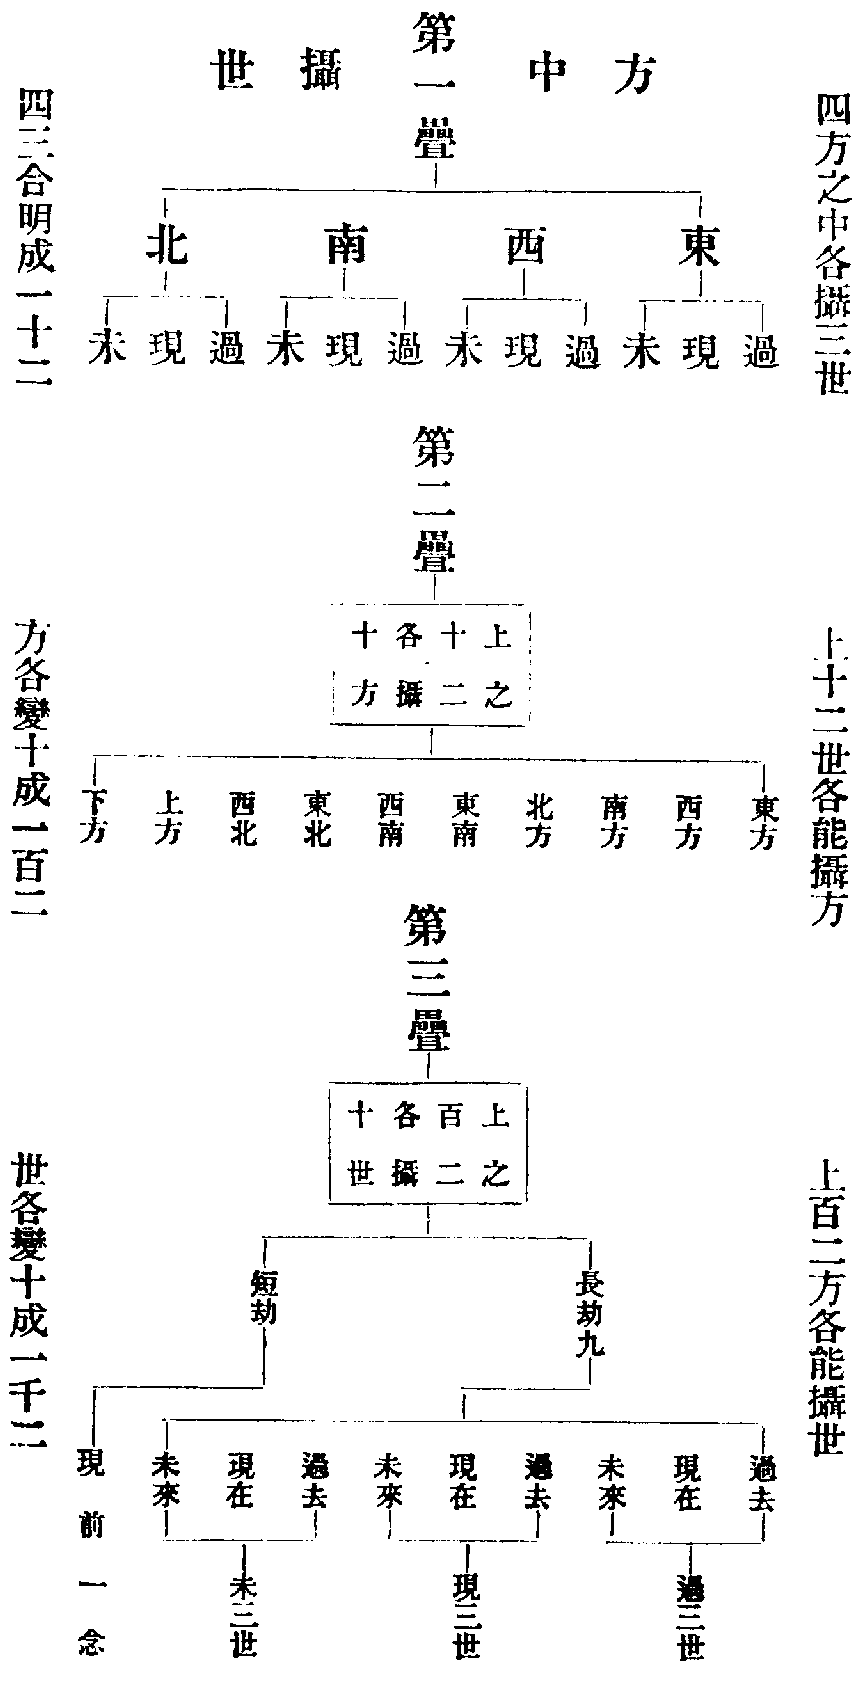 第一疊
方中攝世
四方之中各攝三世
東
西
南
北
過
現
未
過
現
未
過
現
未
過
現
未
四三合明成一十二
第二疊
上十二世各能攝方
上之
十二
各攝
十方
東方
西方
南方
北方
東南
西南
東北
西北
上方
下方
方各變十成一百二
第三疊
上百二方各能攝世
上之
百二
各攝
十世
長劫九
短劫
過去
現在
未來
過去
現在
未來
過去
現在
未來
過三世
現三世
未三世
現前一念
世各變十成一千二